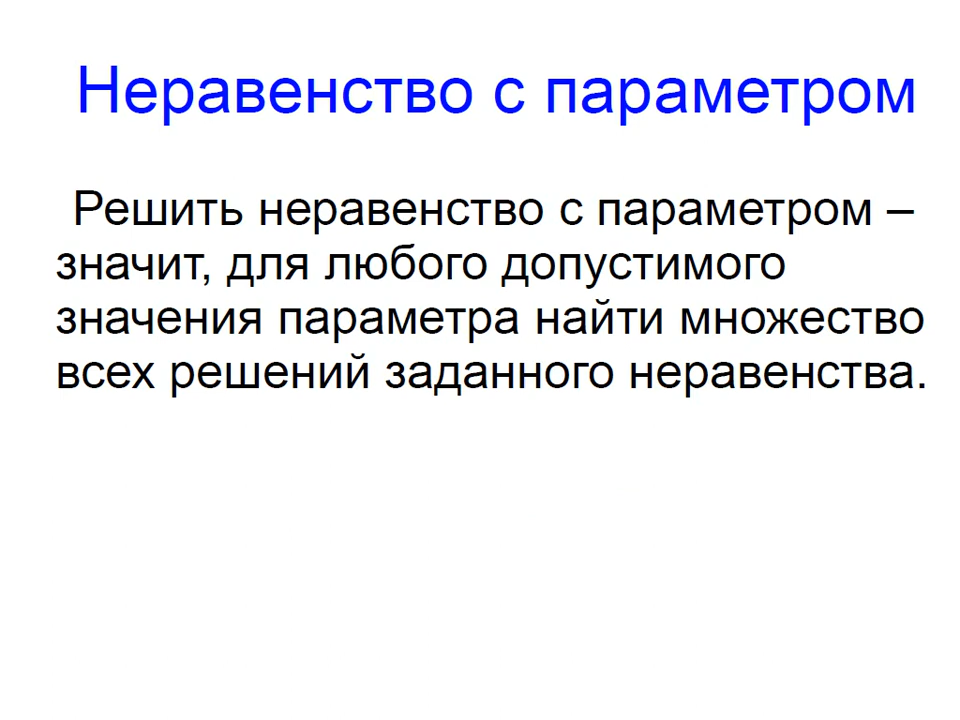 Неравенство с параметром
Решить неравенство с параметром –
значит, для любого допустимого
значения параметра найти множество
всех решений заданного неравенства.